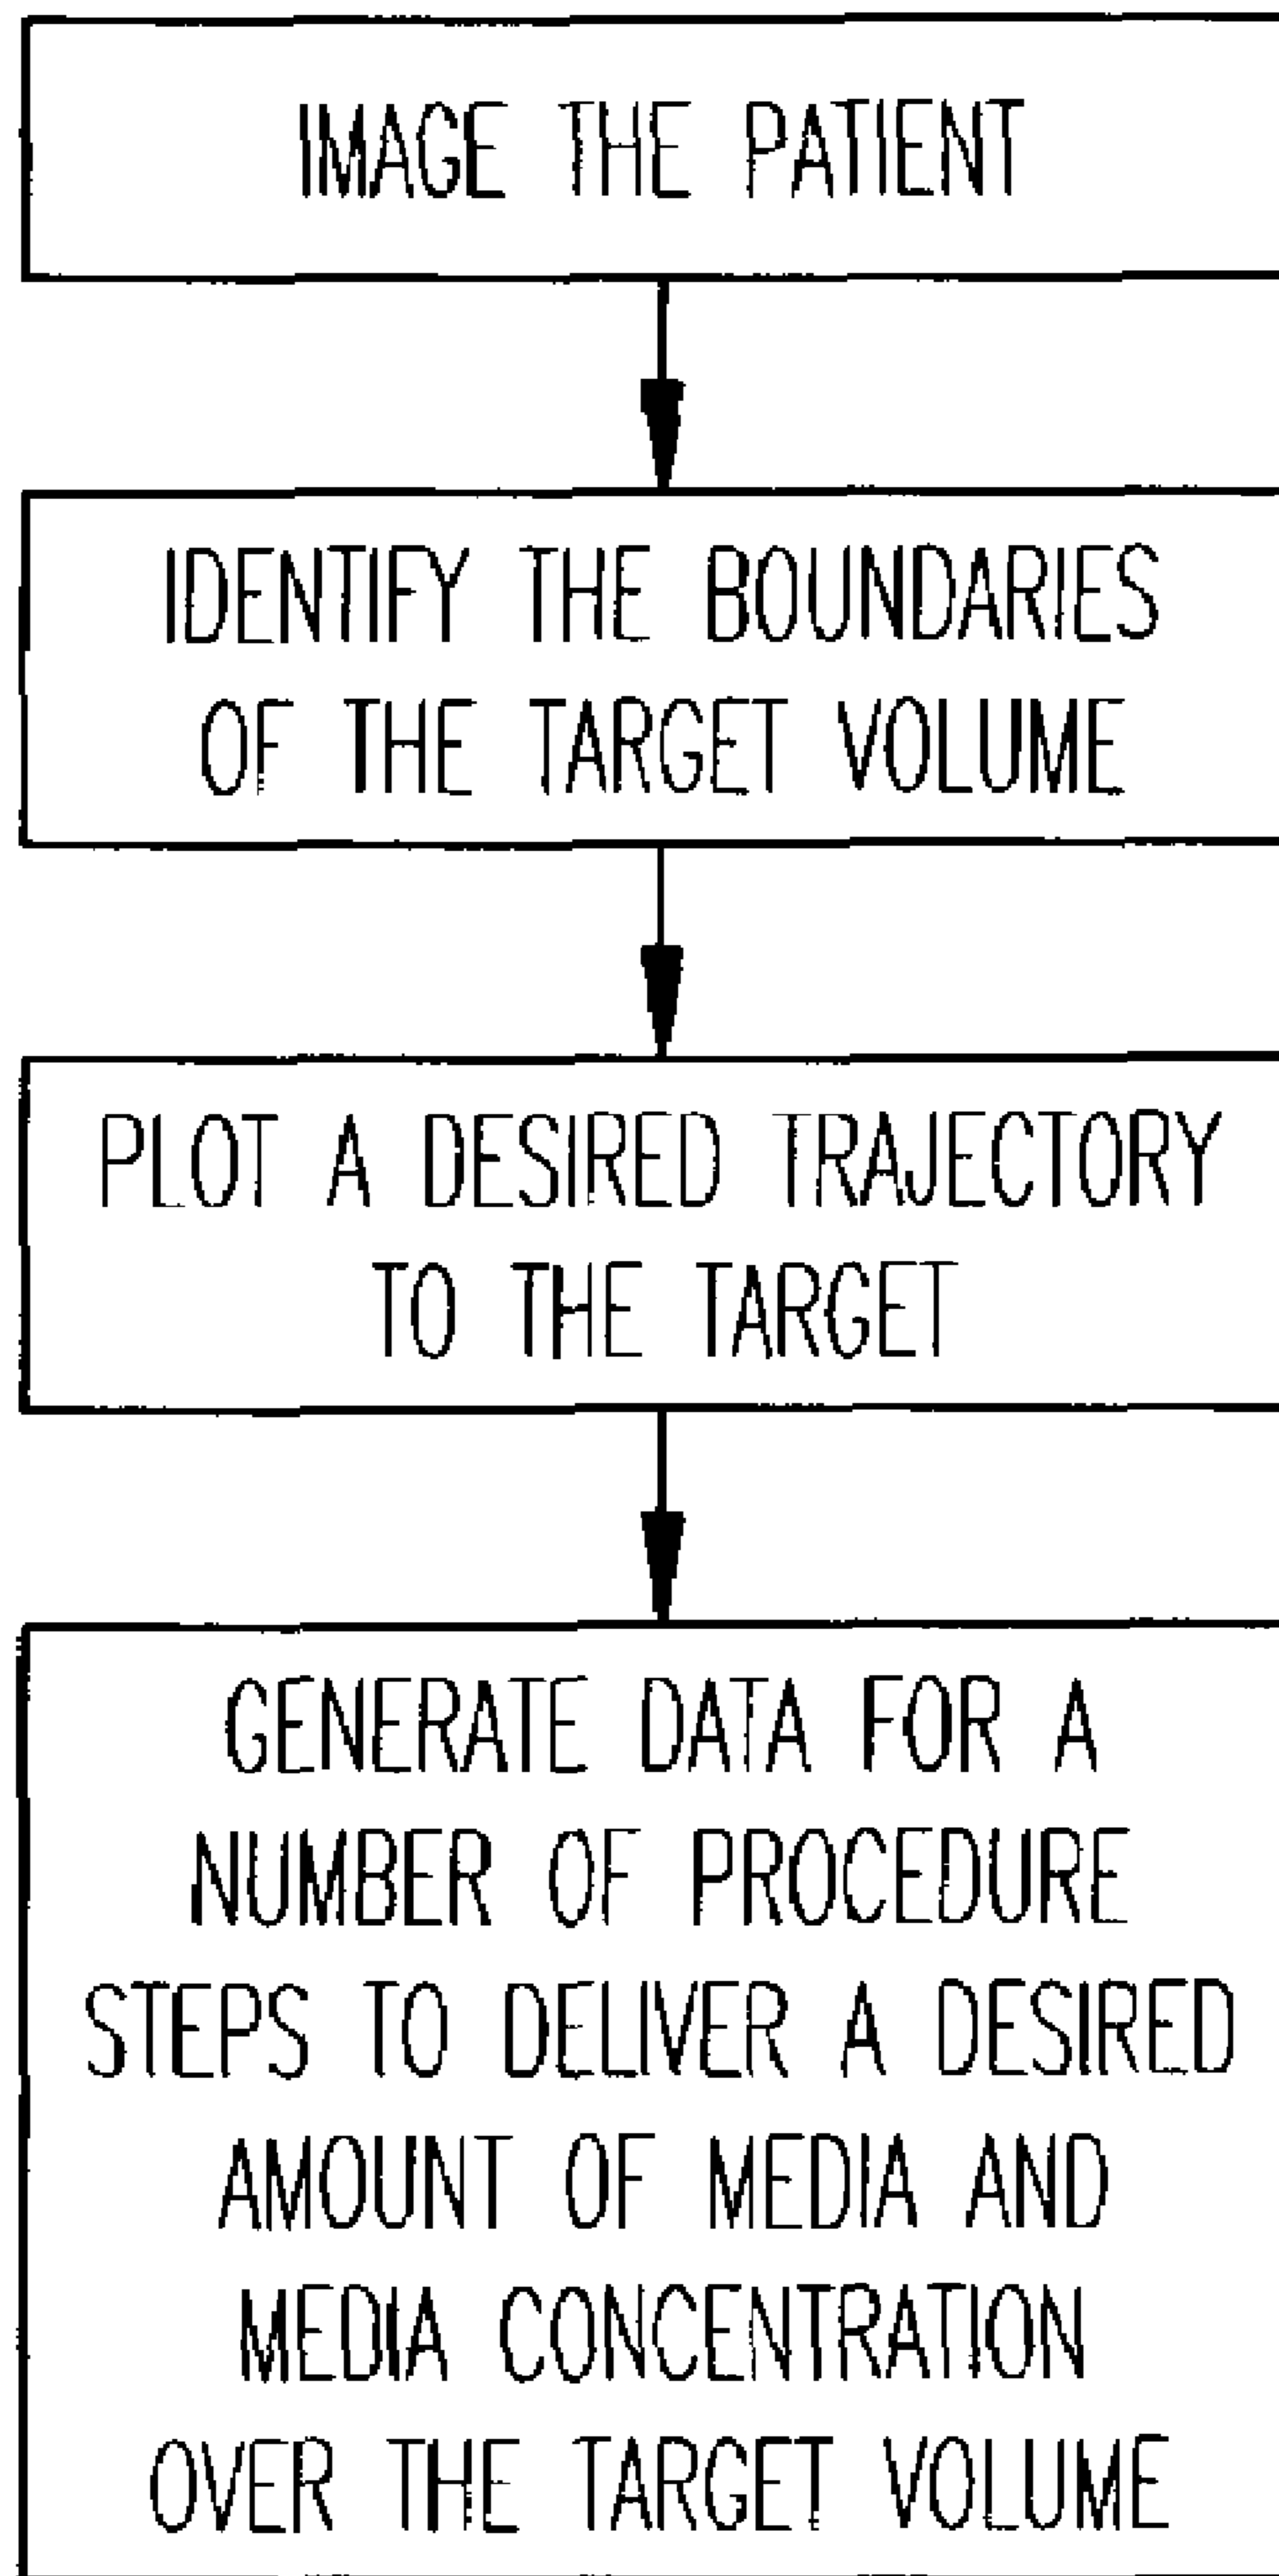 IMAGE THE PATIENT
IDENTIFY THE BOUNDARIES
OF THE TARGET VOLUME
PLOT A DESIRED TRAJECTORY
TO THE TARGET
GENERATE DATA FOR A
NUMBER OF PROCEDURE
STEPS TO DELIVER A DESIRED
AMOUNT OF MEDIA AND
MEDIA CONCENTRATION
OVER THE TARGET VOLUME